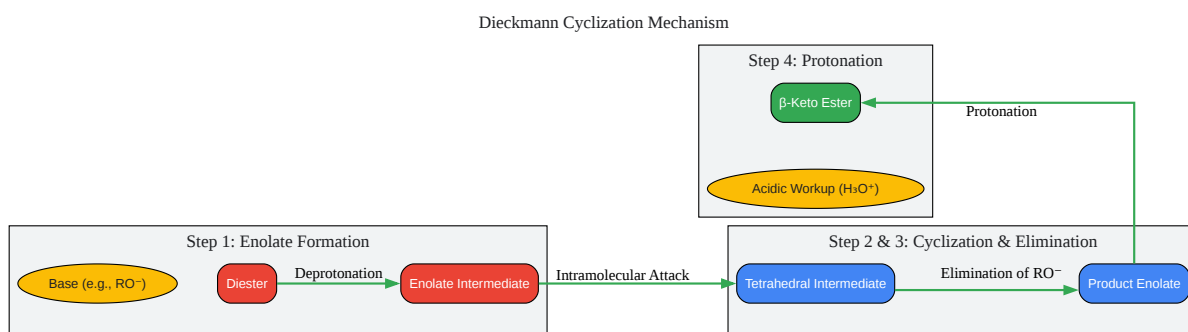 Dieckmann Cyclization Mechanism
Step 4: Protonation
β-Keto Ester
Protonation
Acidic Workup (H₃O⁺)
Step 1: Enolate Formation
Base (e.g., RO⁻)
Diester
Deprotonation
Enolate Intermediate
Intramolecular Attack
Step 2 & 3: Cyclization & Elimination
Tetrahedral Intermediate
Elimination of RO⁻
Product Enolate